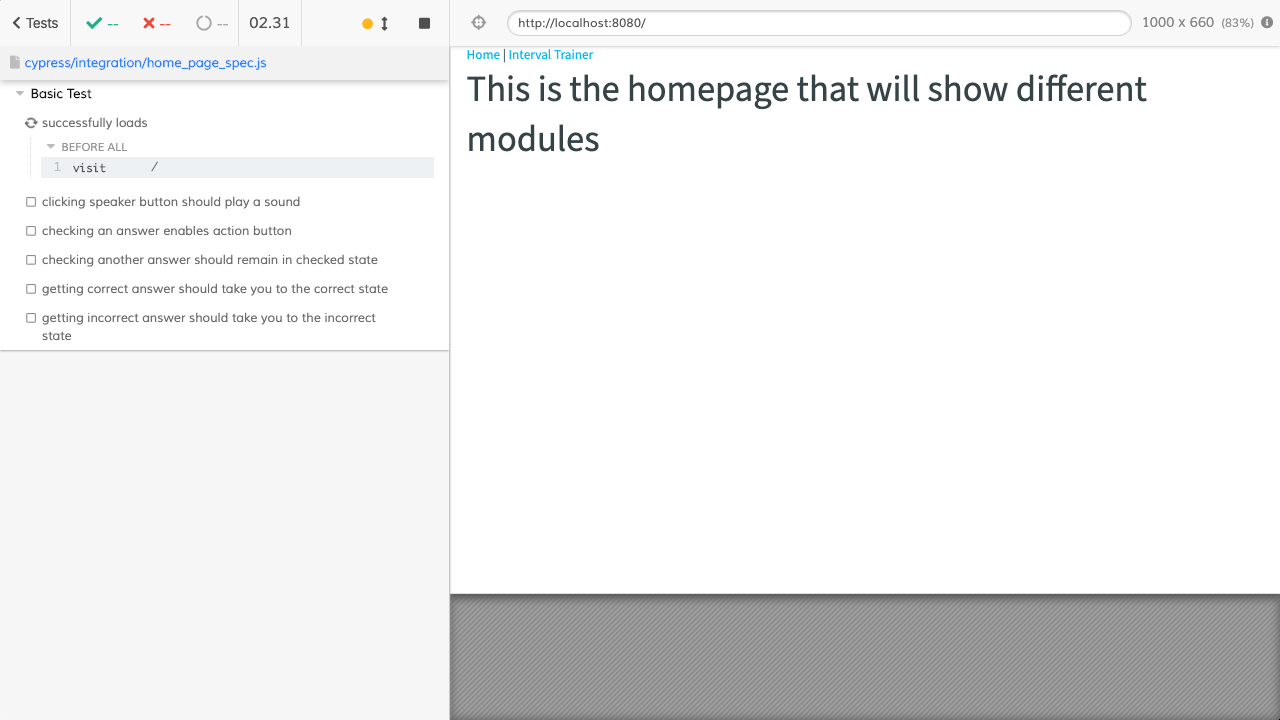 Tests -- -- -- 02.31 http://localhost:8080/ 1000 x 660 (83%)
cypress/integration/home_page_spec.js
Basic Test
successfully loads
BEFORE ALL
1 visit /
clicking speaker button should play a sound
checking an answer enables action button
checking another answer should remain in checked state
getting correct answer should take you to the correct state
getting incorrect answer should take you to the incorrect
state
Home | Interval Trainer
This is the homepage that will show different
modules